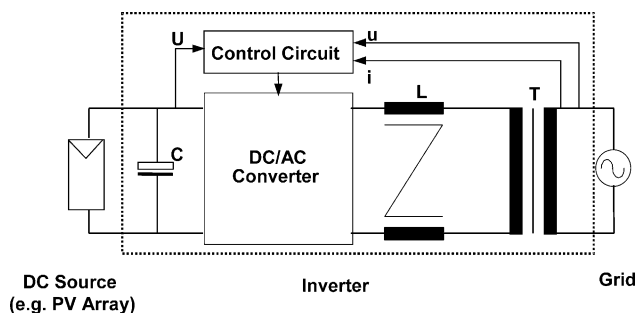 U
Control Circuit
u
i
L
T
C
DC/AC
Converter
DC Source
(e.g. PV Array)
Inverter
Grid